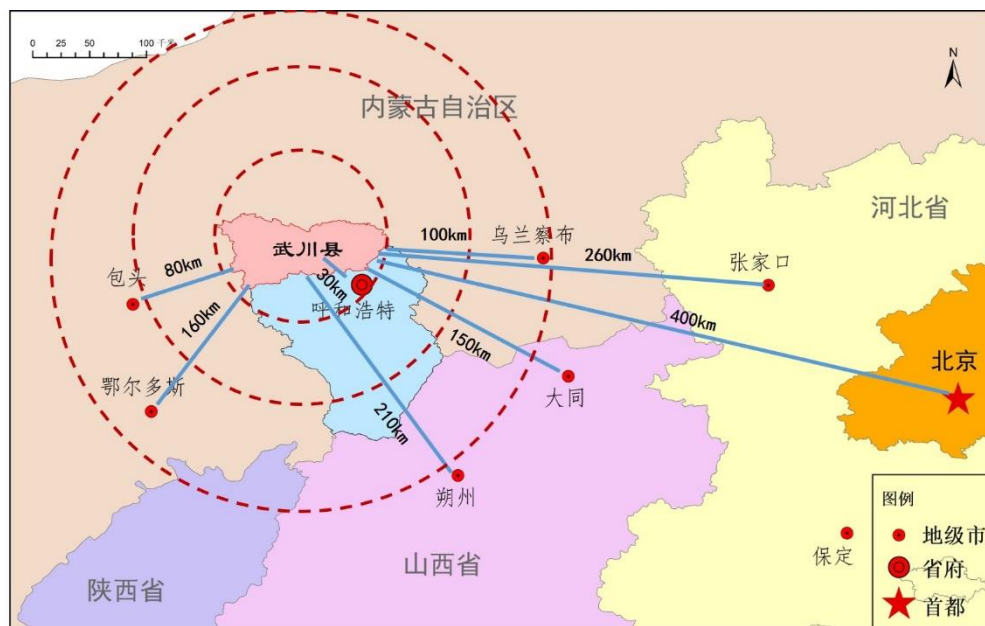 0 25 50 100 千米
N
内蒙古自治区
河北省
武川县
100km
乌兰察布
260km
张家口
包头
80km
30km
呼和浩特
160km
150km
400km
北京
鄂尔多斯
大同
210km
朔州
图例
地级市
省府
首都
保定
山西省
陕西省